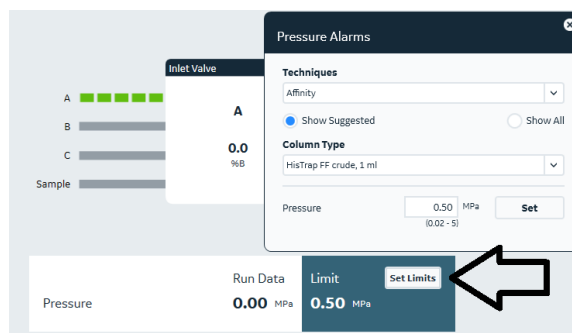 Pressure Alarms
Techniques
Affinity
Show Suggested
Show All
Column Type
HisTrap FF crude, 1 ml
Pressure
0.50 MPa
Set
(0.02 - 5)
Inlet Valve
A
0.0
%B
A
B
C
Sample
Run Data
Limit
Set Limits
Pressure
0.00 MPa
0.50 MPa